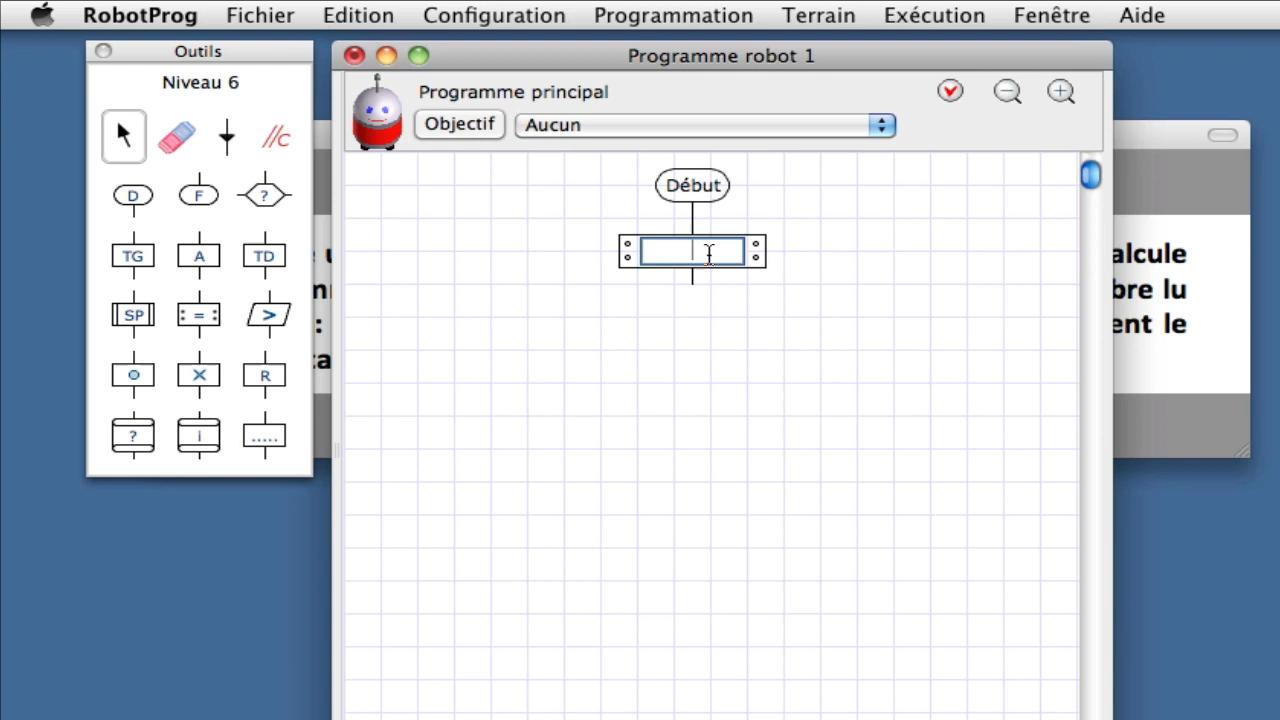 RobotProg Fichier Edition Configuration Programmation Terrain Exécution Fenêtre Aide
Outils
Niveau 6
//C
D F ?
TG A TD
SP : = : >
X R
? i .....
Programme robot 1
Programme principal
Objectif Aucun
Début
alcule
bre lu
:
ent le